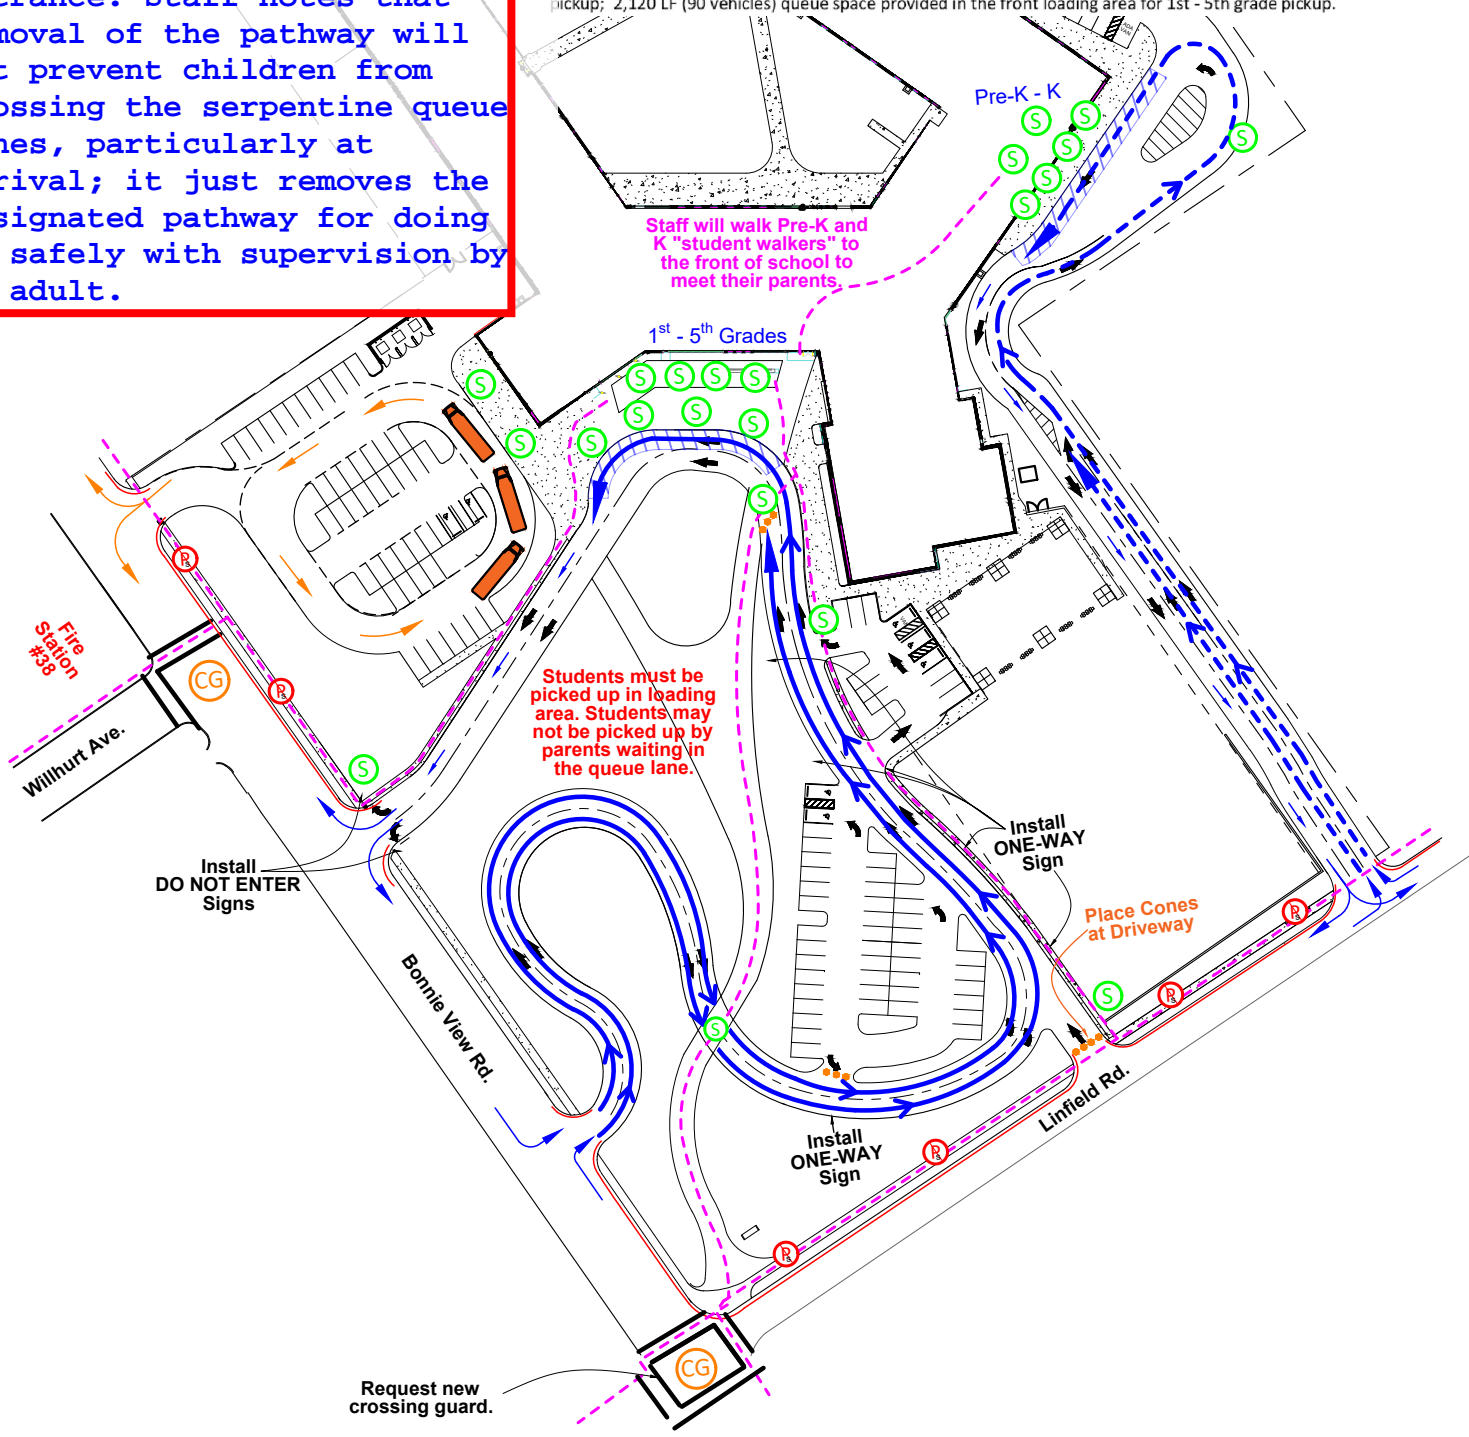 pickup; 2,120 LF (90 vehicles) queue space provided in the front loading area for 1st - 5th grade pickup.
Staff notes that
of the pathway will
prevent children from
the serpentine queue
particularly at
it just removes the
pathway for doing
safely with supervision by
adult.
Pre-K - K
S
S
S
S
S
S
S
S
Staff will walk Pre-K and
K "student walkers" to
the front of school to
meet their parents.
1st - 5th Grades
S
S
S
S
S
S
S
S
S
S
S
S
Fire
Station
#38
CG
Willhurt Ave.
Students must be
picked up in loading
area. Students may
not be picked up by
parents waiting in
the queue lane.
S
Install
DO NOT ENTER
Signs
Install
ONE-WAY
Sign
Place Cones
at Driveway
S
Bonnie View Rd.
S
Linfield Rd.
Install
ONE-WAY
Sign
CG
Request new
crossing guard.